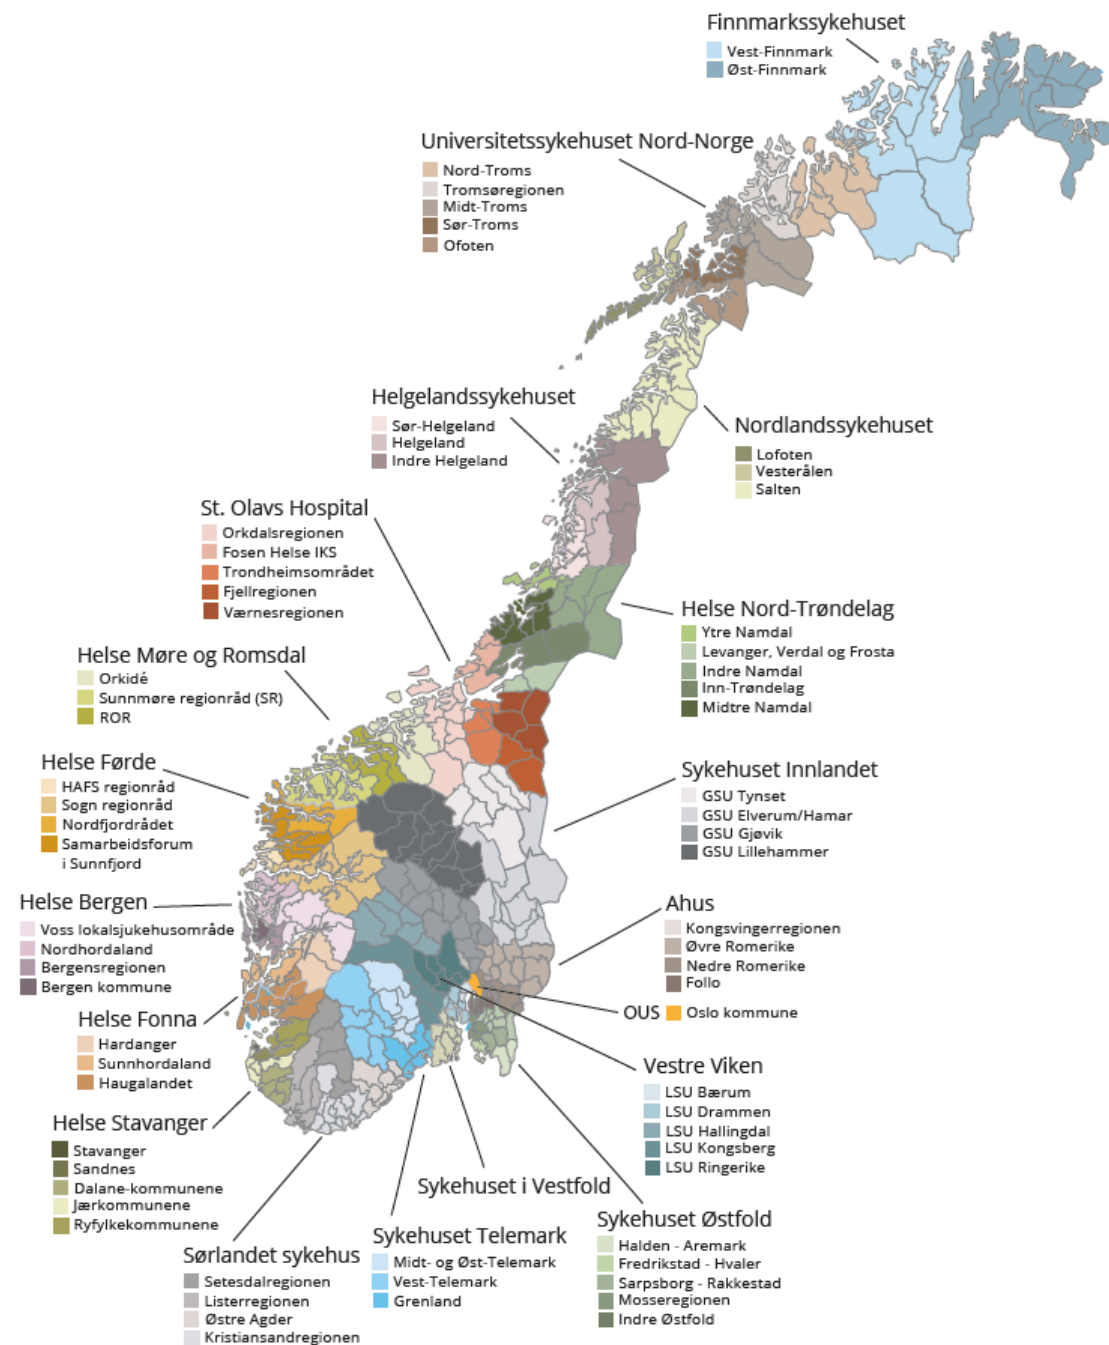 Finnmarkssykehuset
Vest-Finnmark
Øst-Finnmark
Universitetssykehuset Nord-Norge
Nord-Troms
Tromsøregionen
Midt-Troms
Sør-Troms
Ofoten
Helgelandssykehuset
Sør-Helgeland
Helgeland
Indre Helgeland
Nordlandssykehuset
Lofoten
Vesterålen
Salten
St. Olavs Hospital
Orkdalsregionen
Fosen Helse IKS
Trondheimsområdet
Fjellregionen
Værnesregionen
Helse Nord-Trøndelag
Ytre Namdal
Levanger, Verdal og Frosta
Indre Namdal
Inn-Trøndelag
Midtre Namdal
Helse Møre og Romsdal
Orkidé
Sunnmøre regionråd (SR)
ROR
Helse Førde
HAFS regionråd
Sogn regionråd
Nordfjordrådet
Samarbeidsforum
i Sunnfjord
Sykehuset Innlandet
GSU Tynset
GSU Elverum/Hamar
GSU Gjøvik
GSU Lillehammer
Helse Bergen
Voss lokalsjukehusområde
Nordhordaland
Bergensregionen
Bergen kommune
Ahus
Kongsvingerregionen
Øvre Romerike
Nedre Romerike
Follo
OUS
Oslo kommune
Helse Fonna
Hardanger
Sunnhordaland
Haugalandet
Vestre Viken
LSU Bærum
LSU Drammen
LSU Hallingdal
LSU Kongsberg
LSU Ringerike
Helse Stavanger
Stavanger
Sandnes
Dalane-kommunene
Jærkommunene
Ryfylkekommunene
Sykehuset i Vestfold
Sykehuset Østfold
Halden - Aremark
Fredrikstad - Hvaler
Sarpsborg - Rakkestad
Mosseregionen
Indre Østfold
Sykehuset Telemark
Midt- og Øst-Telemark
Vest-Telemark
Grenland
Sørlandet sykehus
Setesdalregionen
Listerregionen
Østre Agder
Kristiansandregionen